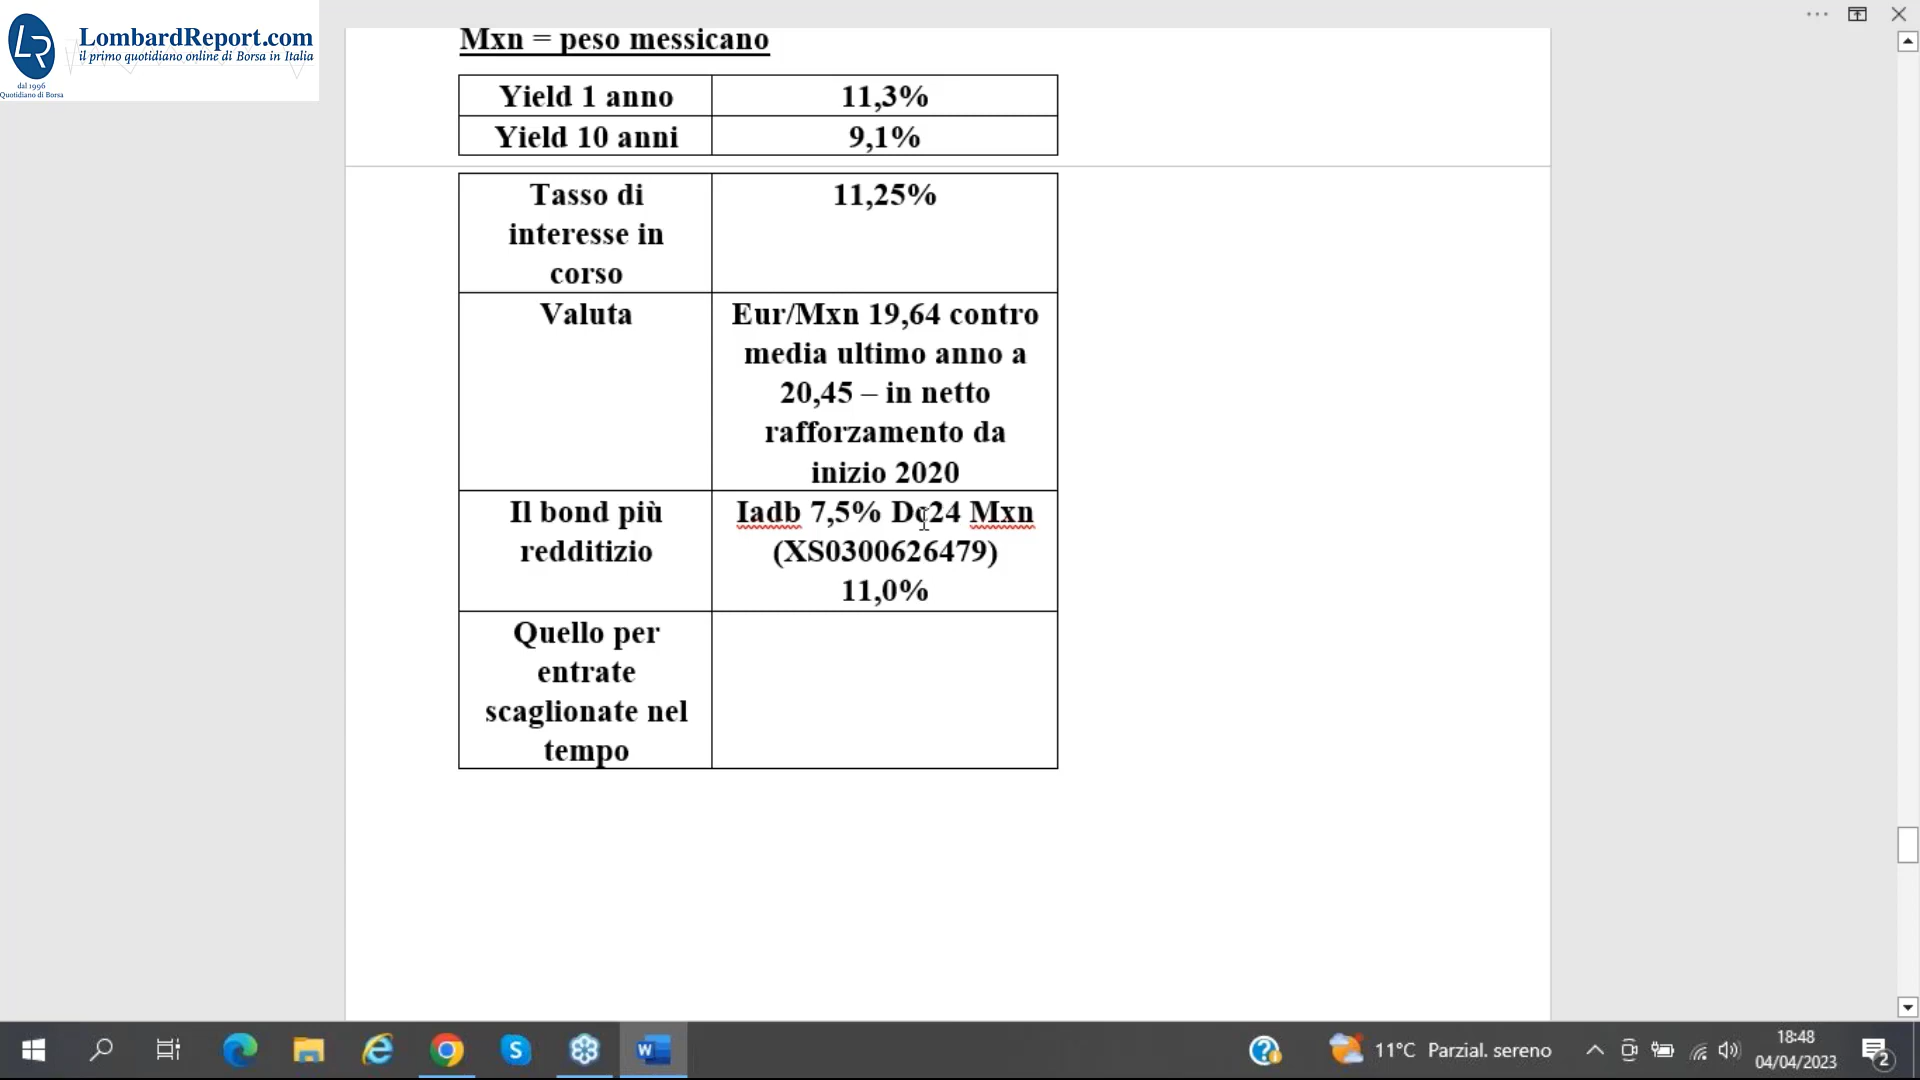 LR
LombardReport.com
il primo quotidiano online di Borsa in Italia
dal 1996
Quotidiano di Borsa
Mxn = peso messicano
Yield 1 anno
11,3%
Yield 10 anni
9,1%
Tasso di
interesse in
corso
11,25%
Valuta
Eur/Mxn 19,64 contro
media ultimo anno a
20,45 – in netto
rafforzamento da
inizio 2020
Il bond più
redditizio
Iadb 7,5% Dc24 Mxn
(XS0300626479)
11,0%
Quello per
entrate
scaglionate nel
tempo
11°C Parzial. sereno
18:48
04/04/2023
2